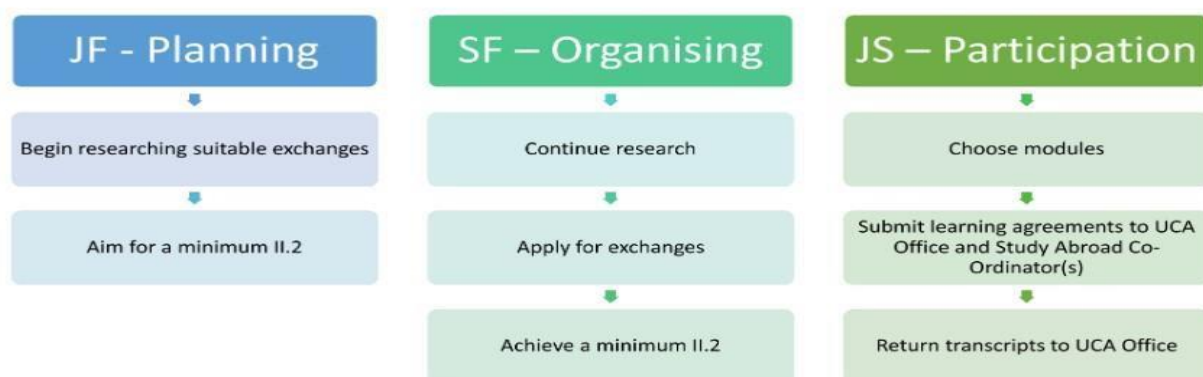 JF - Planning
Begin researching suitable exchanges
Aim for a minimum II.2
SF – Organising
Continue research
Apply for exchanges
Achieve a minimum II.2
JS – Participation
Choose modules
Submit learning agreements to UCA
Office and Study Abroad Co-
Ordinator(s)
Return transcripts to UCA Office